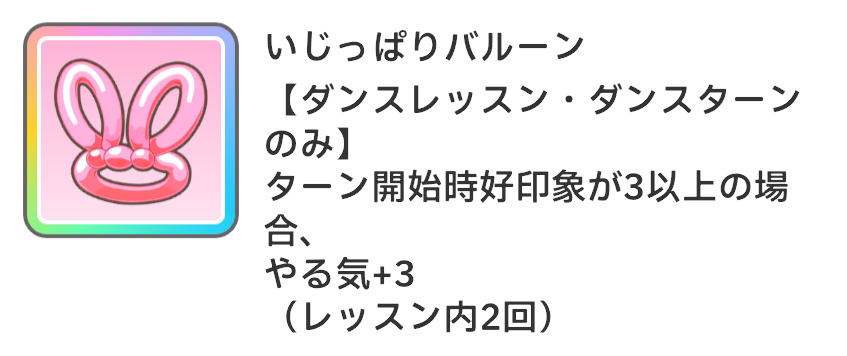 いじっぱりバルーン
【ダンスレッスン・ダンスターン
のみ】
ターン開始時好印象が3以上の場
合、
やる気+3
（レッスン内2回）